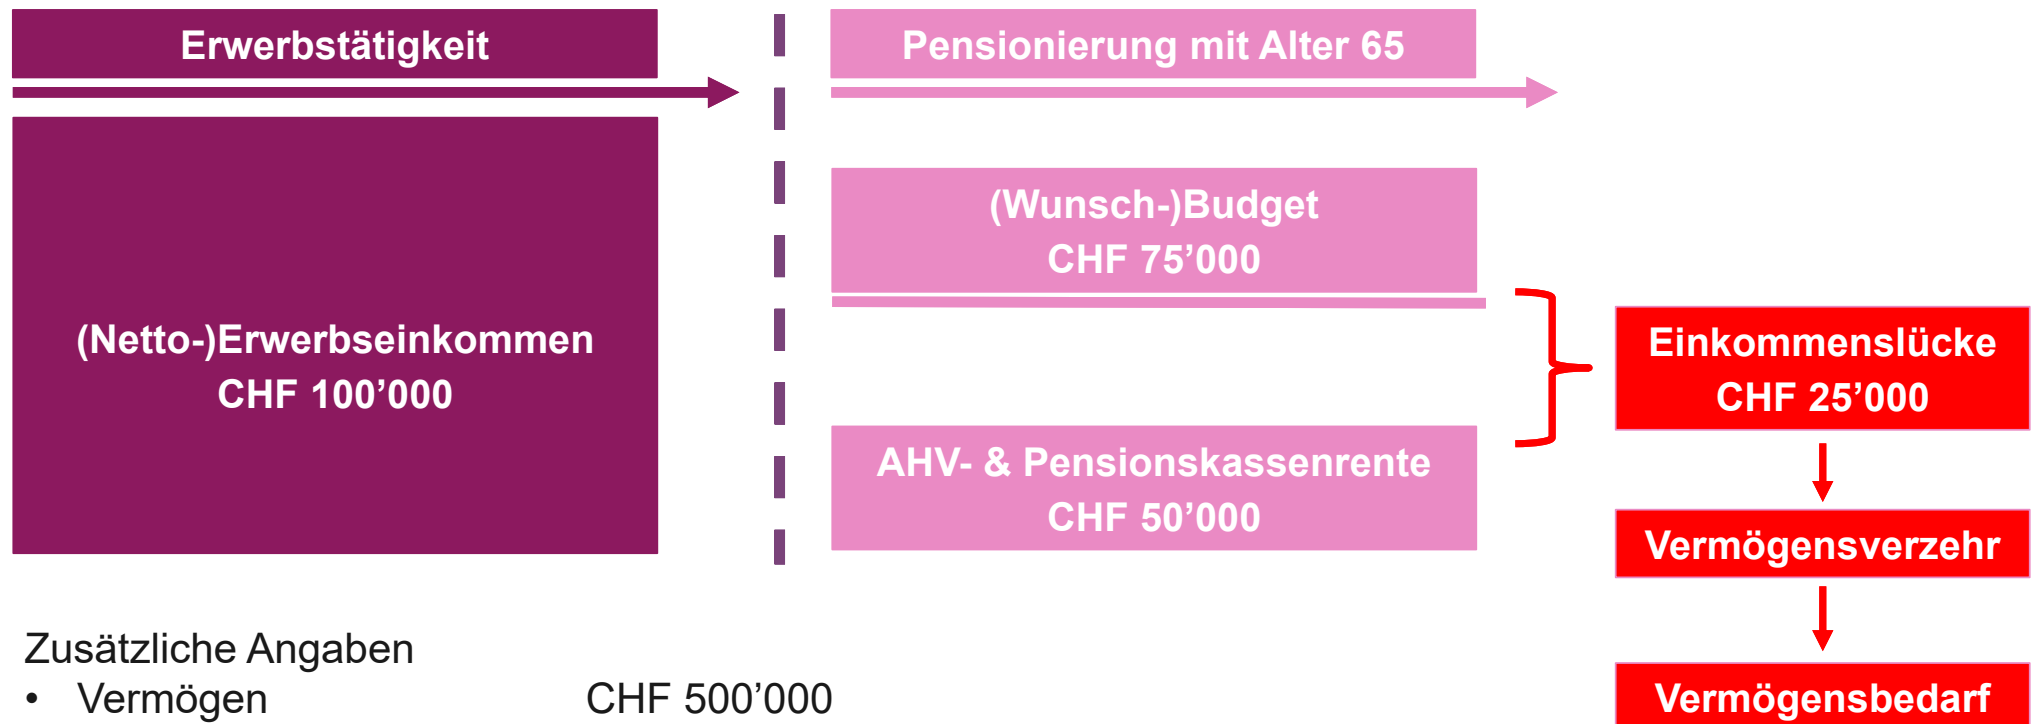 Erwerbstätigkeit
Pensionierung mit Alter 65
(Netto-)Erwerbseinkommen
CHF 100’000
(Wunsch-)Budget
CHF 75’000
AHV- & Pensionskassenrente
CHF 50’000
Einkommenslücke
CHF 25’000
Vermögensverzehr
Vermögensbedarf
Zusätzliche Angaben
• Vermögen CHF 500’000